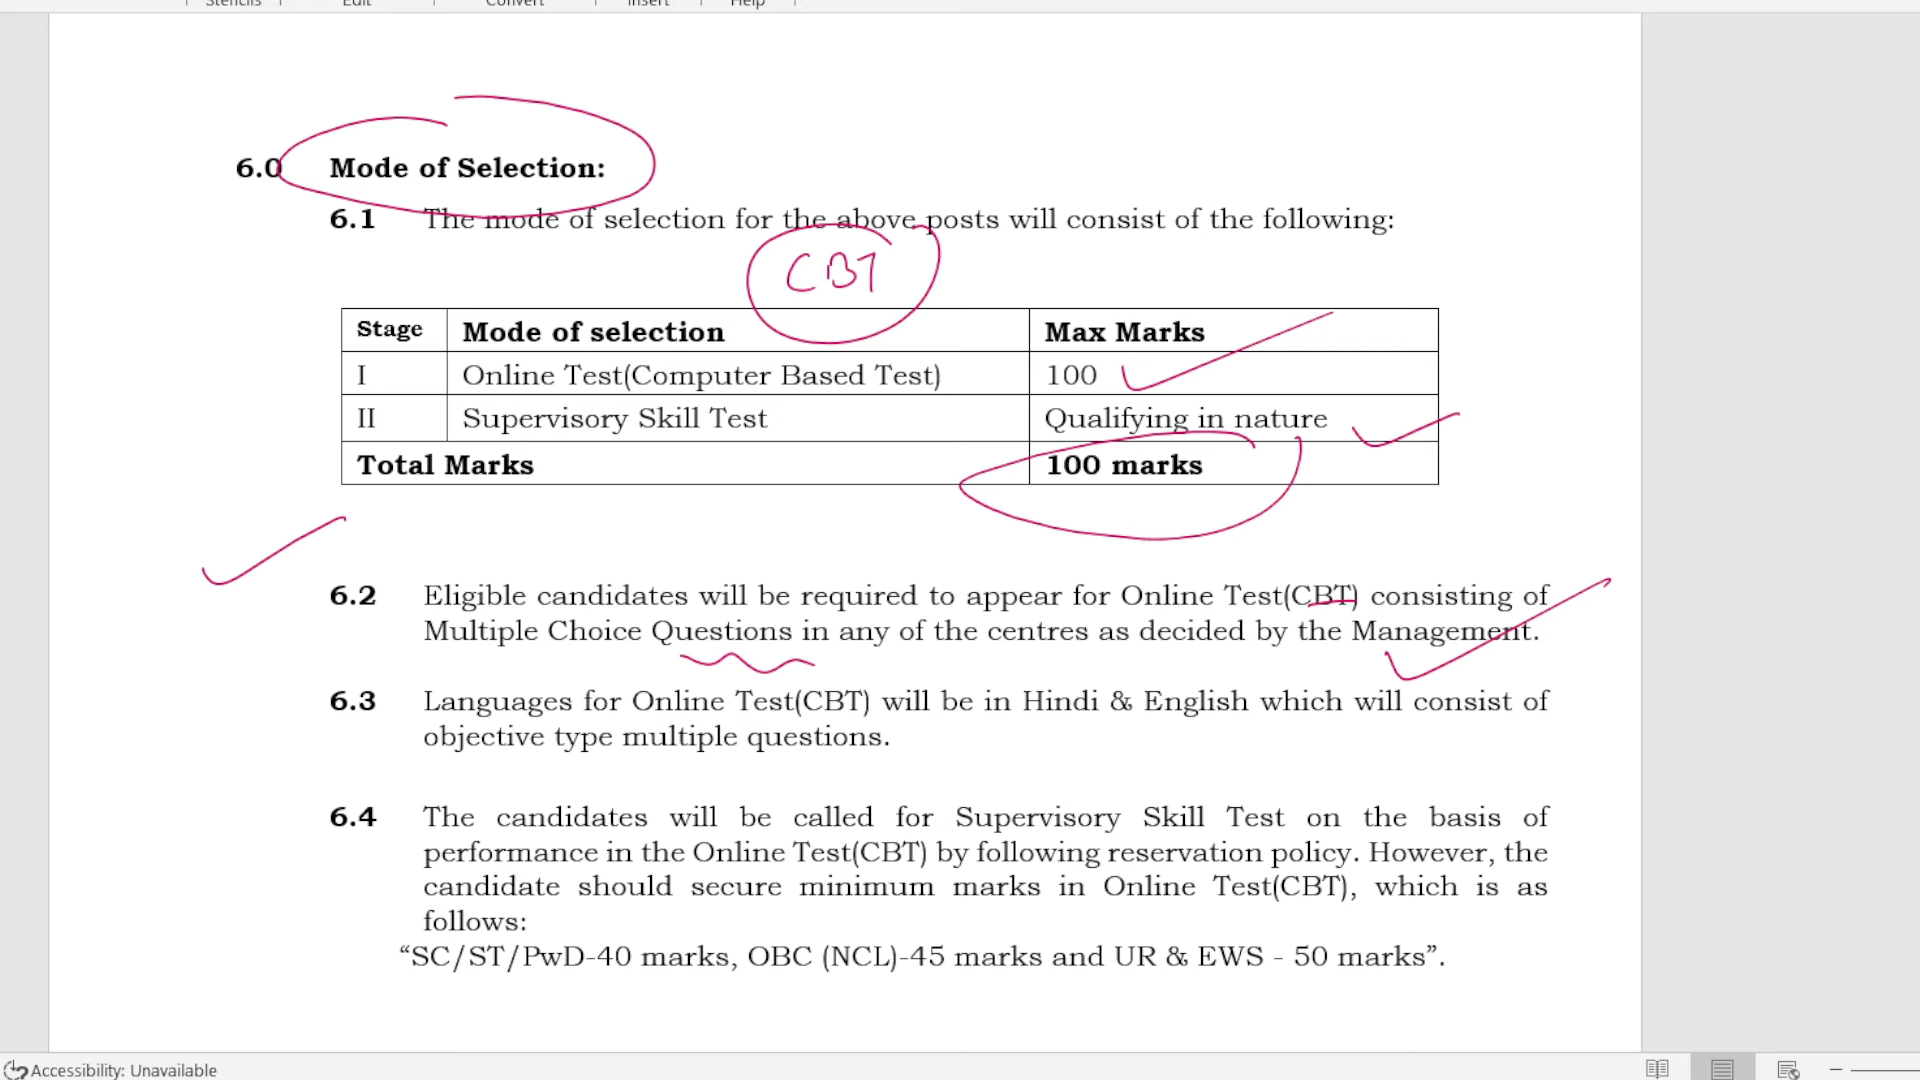 Stencils Edit Convert Insert Help
6.0 Mode of Selection:
6.1 The mode of selection for the above posts will consist of the following:
CBT
Stage Mode of selection Max Marks
I Online Test(Computer Based Test) 100
II Supervisory Skill Test Qualifying in nature
Total Marks 100 marks
6.2 Eligible candidates will be required to appear for Online Test(CBT) consisting of
Multiple Choice Questions in any of the centres as decided by the Management.
6.3 Languages for Online Test(CBT) will be in Hindi & English which will consist of
objective type multiple questions.
6.4 The candidates will be called for Supervisory Skill Test on the basis of
performance in the Online Test(CBT) by following reservation policy. However, the
candidate should secure minimum marks in Online Test(CBT), which is as
follows:
“SC/ST/PwD-40 marks, OBC (NCL)-45 marks and UR & EWS - 50 marks”.
Accessibility: Unavailable